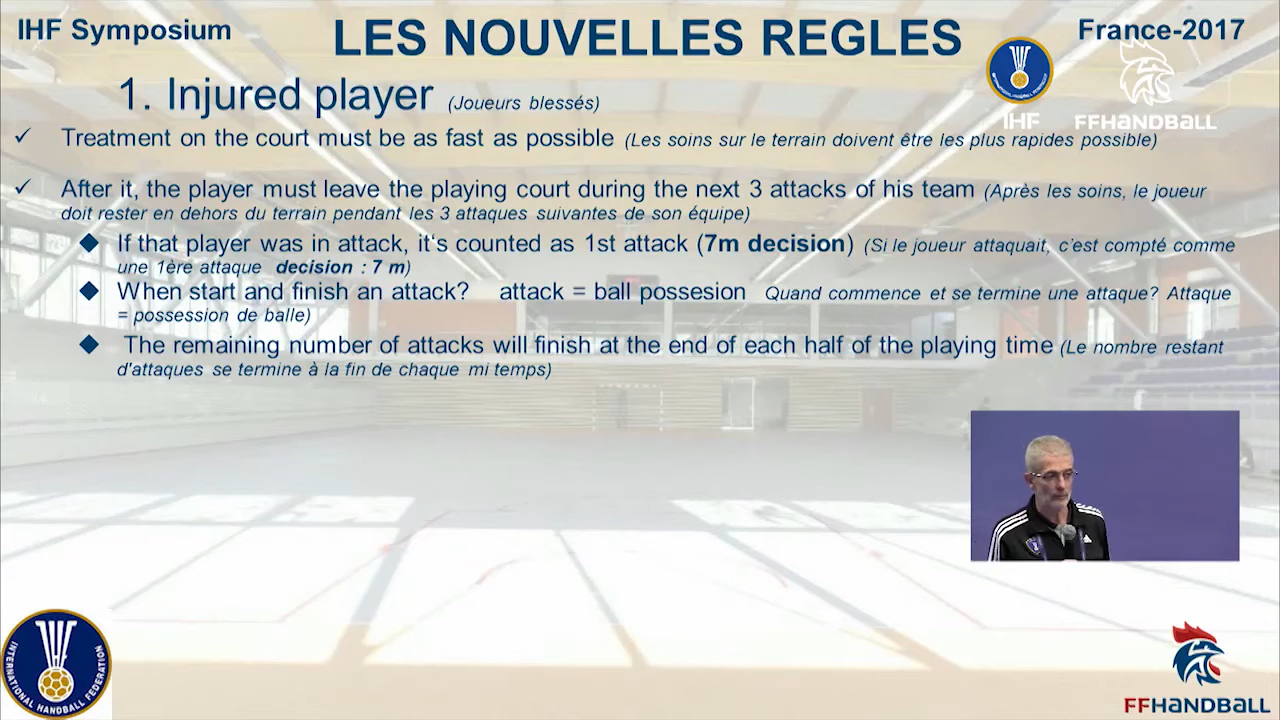 IHF Symposium
LES NOUVELLES REGLES
France-2017
1. Injured player (Joueurs blessés)
IHF
FFHANDBALL
✓ Treatment on the court must be as fast as possible (Les soins sur le terrain doivent être les plus rapides possible)
✓ After it, the player must leave the playing court during the next 3 attacks of his team (Après les soins, le joueur
doit rester en dehors du terrain pendant les 3 attaques suivantes de son équipe)
◆ If that player was in attack, it's counted as 1st attack (7m decision) (Si le joueur attaquait, c'est compté comme
une 1ère attaque decision : 7 m)
◆ When start and finish an attack? attack = ball possesion Quand commence et se termine une attaque? Attaque
= possession de balle)
◆ The remaining number of attacks will finish at the end of each half of the playing time (Le nombre restant
d'attaques se termine à la fin de chaque mi temps)
INTERNATIONAL HANDBALL FEDERATION
FFHANDBALL